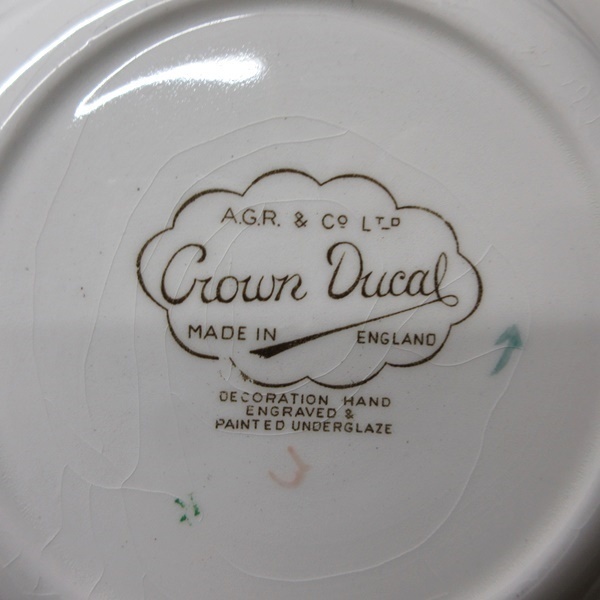 A.G.R. & Cº LTD
Crown Ducal
MADE IN ENGLAND
DECORATION HAND
ENGRAVED &
PAINTED UNDERGLAZE